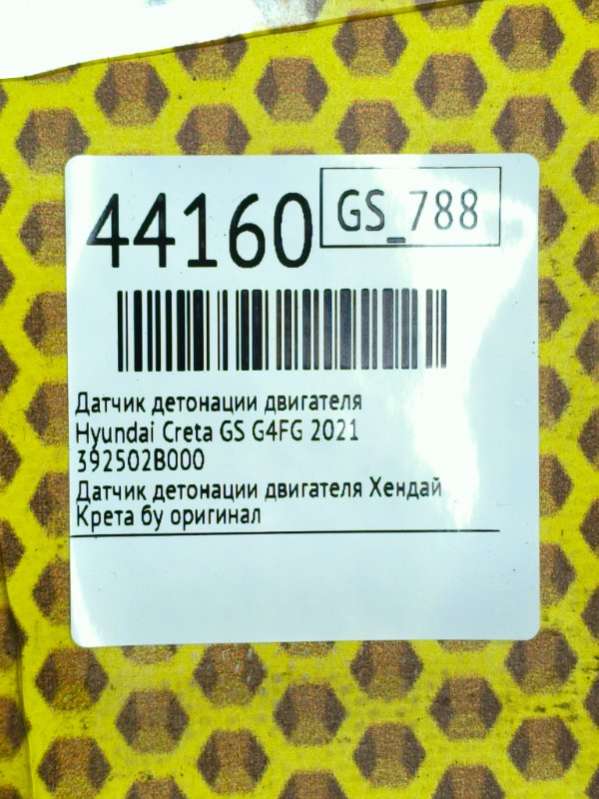 44160
GS_788
Датчик детонации двигателя
Hyundai Creta GS G4FG 2021
392502B000
Датчик детонации двигателя Хендай
Крета бу оригинал